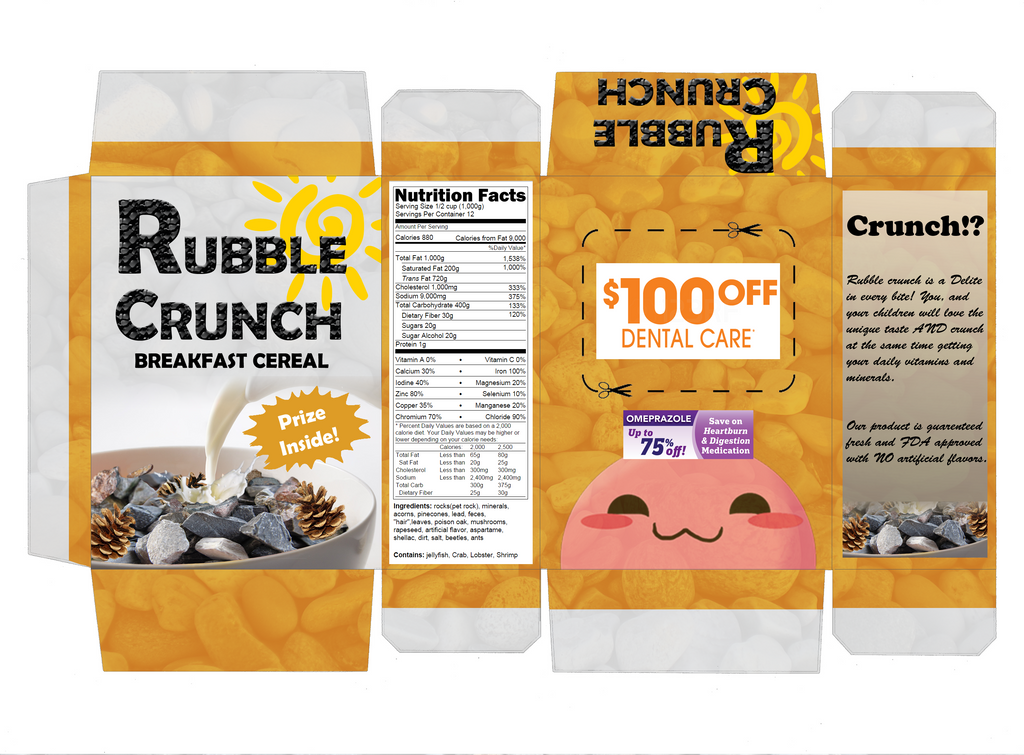 RUBBLE
CRUNCH
BREAKFAST CEREAL
Prize
Inside!
Nutrition Facts
Serving Size 1/2 cup (1,000g)
Servings Per Container 12
Amount Per Serving
Calories 880 Calories from Fat 9,000
%Daily Value*
Total Fat 1,000g 1,538%
Saturated Fat 200g 1,000%
Trans Fat 720g
Cholesterol 1,000mg 333%
Sodium 9,000mg 375%
Total Carbohydrate 400g 133%
Dietary Fiber 30g 120%
Sugars 20g
Sugar Alcohol 20g
Protein 1g
Vitamin A 0% • Vitamin C 0%
Calcium 30% • Iron 100%
Iodine 40% • Magnesium 20%
Zinc 80% • Selenium 10%
Copper 35% • Manganese 20%
Chromium 70% • Chloride 90%
* Percent Daily Values are based on a 2,000
calorie diet. Your Daily Values may be higher or
lower depending on your calorie needs:
Calories 2,000 2,500
Total Fat Less than 65g 80g
Sat Fat Less than 20g 25g
Cholesterol Less than 300mg 300mg
Sodium Less than 2,400mg 2,400mg
Total Carb 300g 375g
Dietary Fiber 25g 30g
Ingredients: rocks(pet rock), minerals,
acorns, pinecones, lead, feces,
"hair",leaves, poison oak, mushrooms,
rapeseed, artificial flavor, aspartame,
shellac, dirt, salt, beetles, ants
Contains: jellyfish, Crab, Lobster, Shrimp
RUBBLE
CRUNCH
$100 OFF
DENTAL CARE*
OMEPRAZOLE
Up to
75% off!
Save on
Heartburn
& Digestion
Medication
Crunch!?
Rubble crunch is a Delite
in every bite! You, and
your children will love the
unique taste AND crunch
at the same time getting
your daily vitamins and
minerals.
Our product is guarenteed
fresh and FDA approved
with NO artificial flavors.